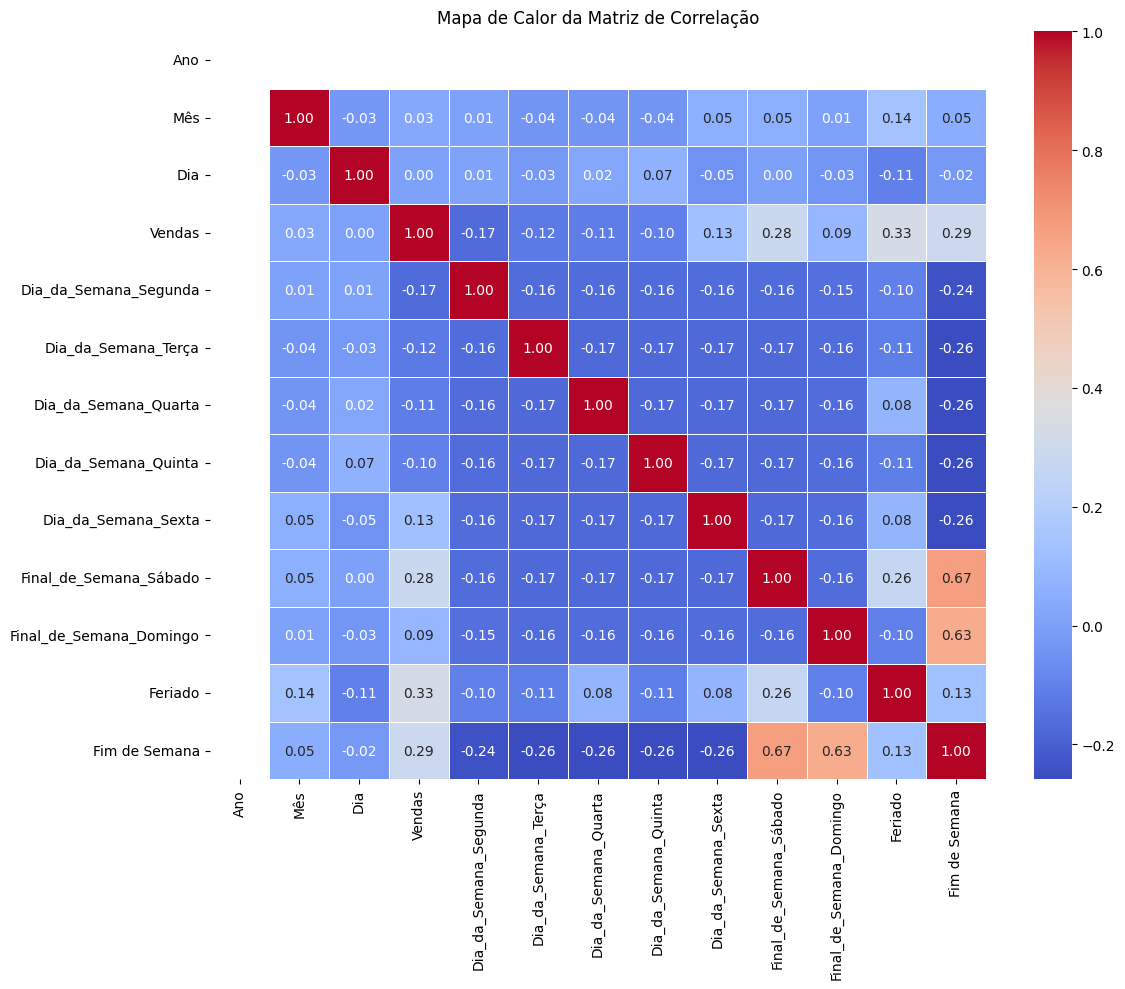 Mapa de Calor da Matriz de Correlação
Ano
Mês 1.00 -0.03 0.03 0.01 -0.04 -0.04 -0.04 0.05 0.05 0.01 0.14 0.05
Dia -0.03 1.00 0.00 0.01 -0.03 0.02 0.07 -0.05 0.00 -0.03 -0.11 -0.02
Vendas 0.03 0.00 1.00 -0.17 -0.12 -0.11 -0.10 0.13 0.28 0.09 0.33 0.29
Dia_da_Semana_Segunda 0.01 0.01 -0.17 1.00 -0.16 -0.16 -0.16 -0.16 -0.16 -0.15 -0.10 -0.24
Dia_da_Semana_Terça -0.04 -0.03 -0.12 -0.16 1.00 -0.17 -0.17 -0.17 -0.17 -0.16 -0.11 -0.26
Dia_da_Semana_Quarta -0.04 0.02 -0.11 -0.16 -0.17 1.00 -0.17 -0.17 -0.17 -0.16 0.08 -0.26
Dia_da_Semana_Quinta -0.04 0.07 -0.10 -0.16 -0.17 -0.17 1.00 -0.17 -0.17 -0.16 -0.11 -0.26
Dia_da_Semana_Sexta 0.05 -0.05 0.13 -0.16 -0.17 -0.17 -0.17 1.00 -0.17 -0.16 0.08 -0.26
Final_de_Semana_Sábado 0.05 0.00 0.28 -0.16 -0.17 -0.17 -0.17 -0.17 1.00 -0.16 0.26 0.67
Final_de_Semana_Domingo 0.01 -0.03 0.09 -0.15 -0.16 -0.16 -0.16 -0.16 -0.16 1.00 -0.10 0.63
Feriado 0.14 -0.11 0.33 -0.10 -0.11 0.08 -0.11 0.08 0.26 -0.10 1.00 0.13
Fim de Semana 0.05 -0.02 0.29 -0.24 -0.26 -0.26 -0.26 -0.26 0.67 0.63 0.13 1.00
Ano
Mês
Dia
Vendas
Dia_da_Semana_Segunda
Dia_da_Semana_Terça
Dia_da_Semana_Quarta
Dia_da_Semana_Quinta
Dia_da_Semana_Sexta
Final_de_Semana_Sábado
Final_de_Semana_Domingo
Feriado
Fim de Semana
1.0
0.8
0.6
0.4
0.2
0.0
−0.2